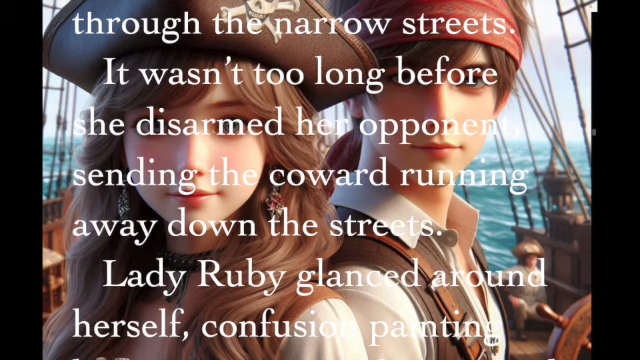 through the narrow streets.
It wasn't too long before
she disarmed her opponent,
sending the coward running
away down the streets.
Lady Ruby glanced around
herself, confusion painting